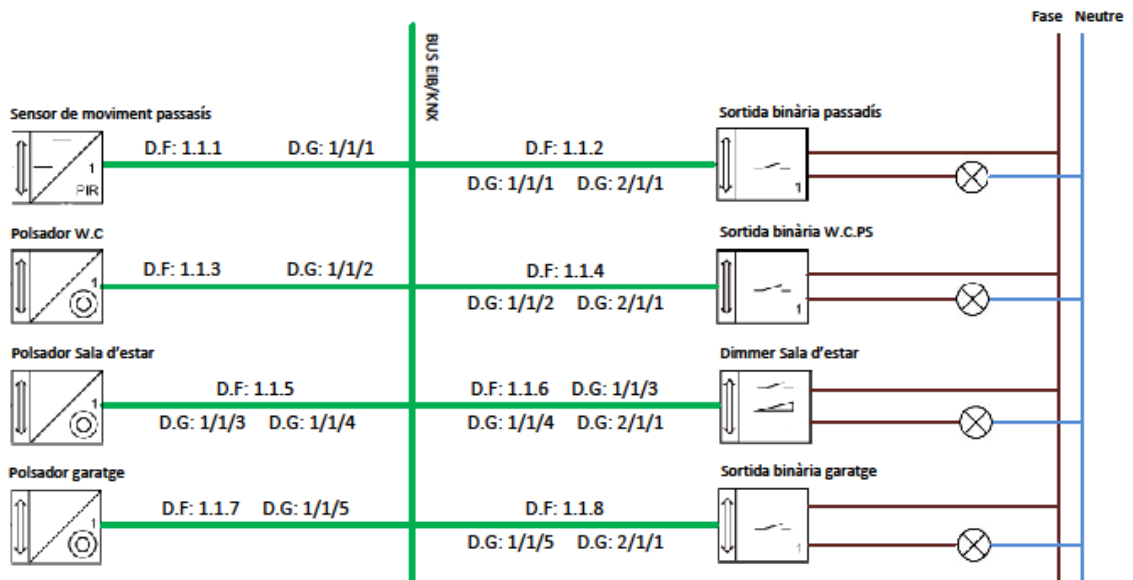 Fase Neutre
BUS EIB/KNX
Sensor de moviment passasís
Sortida binària passadís
D.F: 1.1.1 D.G: 1/1/1 D.F: 1.1.2
1
PIR
D.G: 1/1/1 D.G: 2/1/1
1
Polsador W.C
Sortida binària W.C.PS
D.F: 1.1.3 D.G: 1/1/2 D.F: 1.1.4
1
D.G: 1/1/2 D.G: 2/1/1
1
Polsador Sala d'estar
Dimmer Sala d'estar
D.F: 1.1.5 D.F: 1.1.6 D.G: 1/1/3
1
D.G: 1/1/3 D.G: 1/1/4 D.G: 1/1/4 D.G: 2/1/1
Polsador garatge
Sortida binària garatge
D.F: 1.1.7 D.G: 1/1/5 D.F: 1.1.8
1
D.G: 1/1/5 D.G: 2/1/1
1